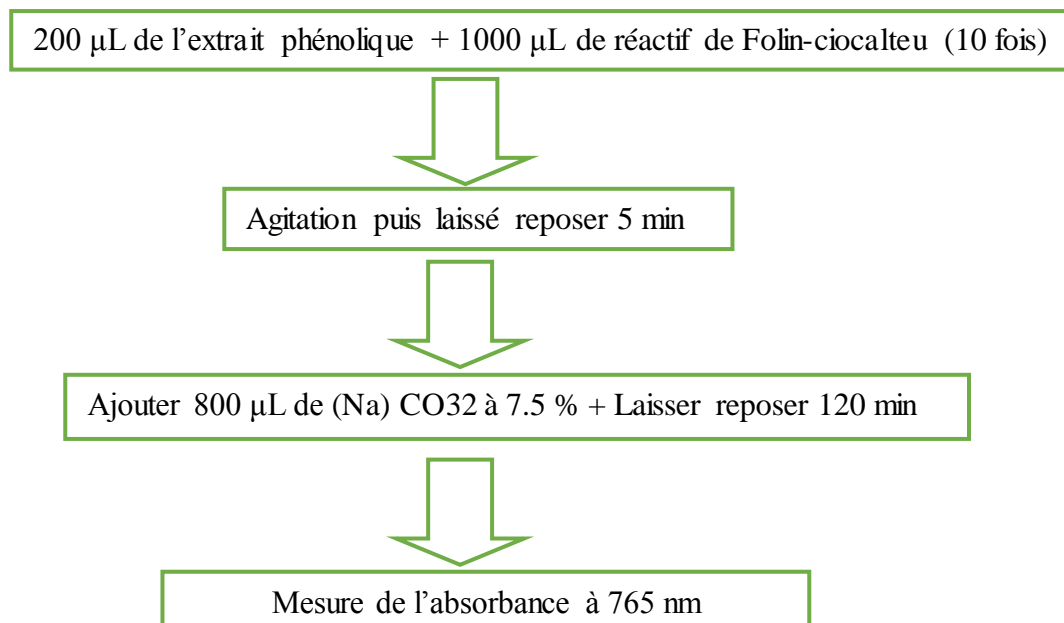 200 µL de l’extrait phénolique + 1000 µL de réactif de Folin-ciocalteu (10 fois)
Agitation puis laissé reposer 5 min
Ajouter 800 µL de (Na) CO32 à 7.5 % + Laisser reposer 120 min
Mesure de l’absorbance à 765 nm